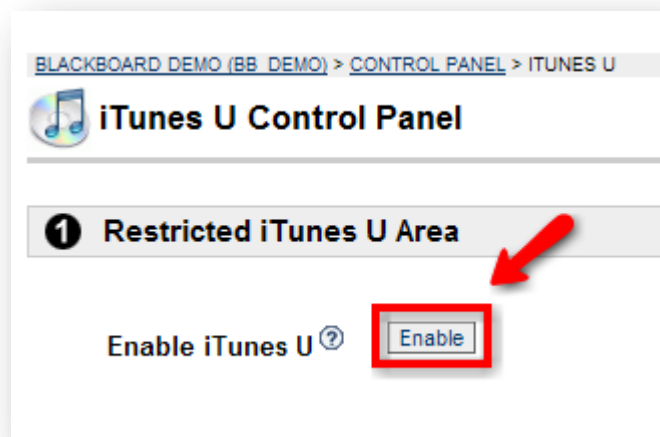 BLACKBOARD DEMO (BB_DEMO) > CONTROL PANEL > ITUNES U
iTunes U Control Panel
1 Restricted iTunes U Area
Enable iTunes U ? Enable